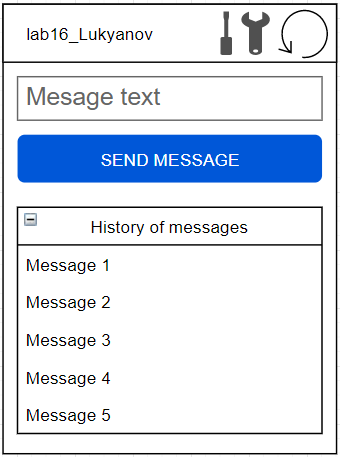 lab16_Lukyanov
Mesage text
SEND MESSAGE
History of messages
Message 1
Message 2
Message 3
Message 4
Message 5